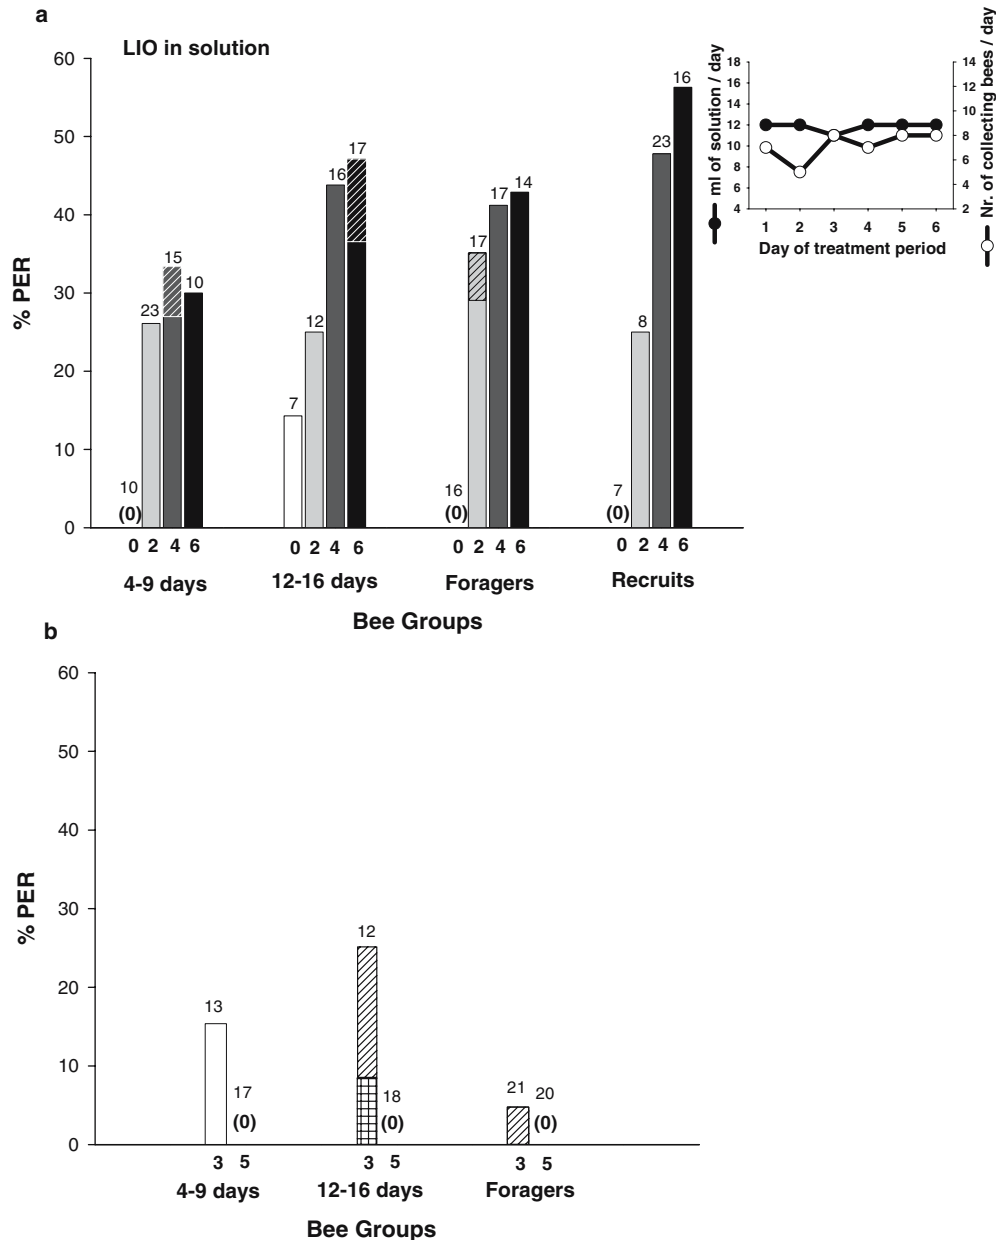 a
LIO in solution
% PER
60
50
40
30
20
10
0
10
(0)
23
15
10
7
12
16
17
16
(0)
17
17
14
7
(0)
8
23
16
0 2 4 6
0 2 4 6
0 2 4 6
0 2 4 6
4-9 days
12-16 days
Foragers
Recruits
Bee Groups
ml of solution / day
18
16
14
12
10
8
6
4
14
12
10
8
6
4
2
Nr. of collecting bees / day
1 2 3 4 5 6
Day of treatment period
b
% PER
60
50
40
30
20
10
0
13
17
(0)
12
18
(0)
21
20
(0)
3 5
3 5
3 5
4-9 days
12-16 days
Foragers
Bee Groups